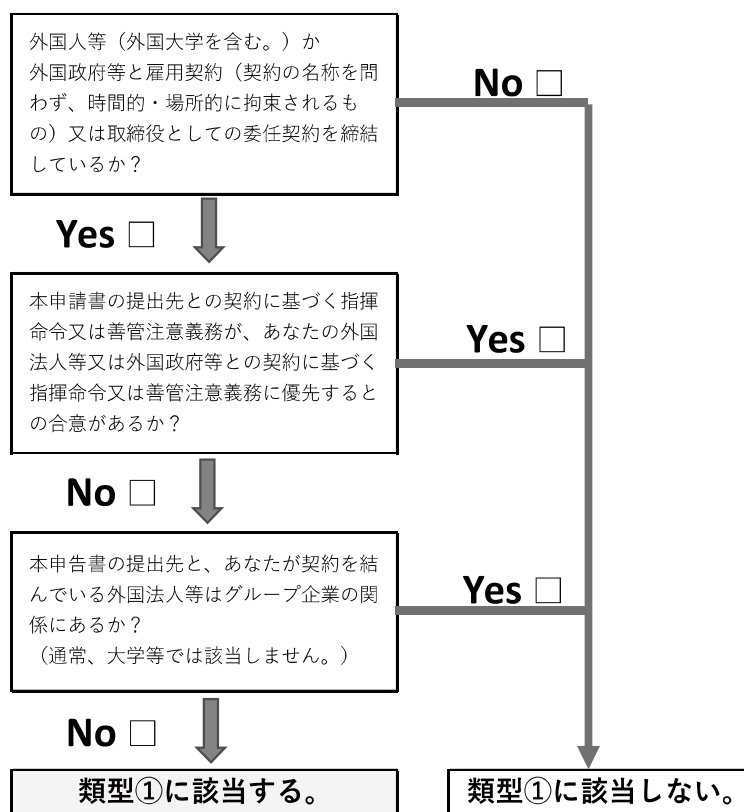 外国人等（外国大学を含む。）か
外国政府等と雇用契約（契約の名称を問
わず、時間的・場所的に拘束されるも
の）又は取締役としての委任契約を締結
しているか？
No □
Yes □
本申請書の提出先との契約に基づく指揮
命令又は善管注意義務が、あなたの外国
法人等又は外国政府等との契約に基づく
指揮命令又は善管注意義務に優先すると
の合意があるか？
Yes □
No □
本申告書の提出先と、あなたが契約を結
んでいる外国法人等はグループ企業の関
係にあるか？
（通常、大学等では該当しません。）
Yes □
No □
類型①に該当する。
類型①に該当しない。